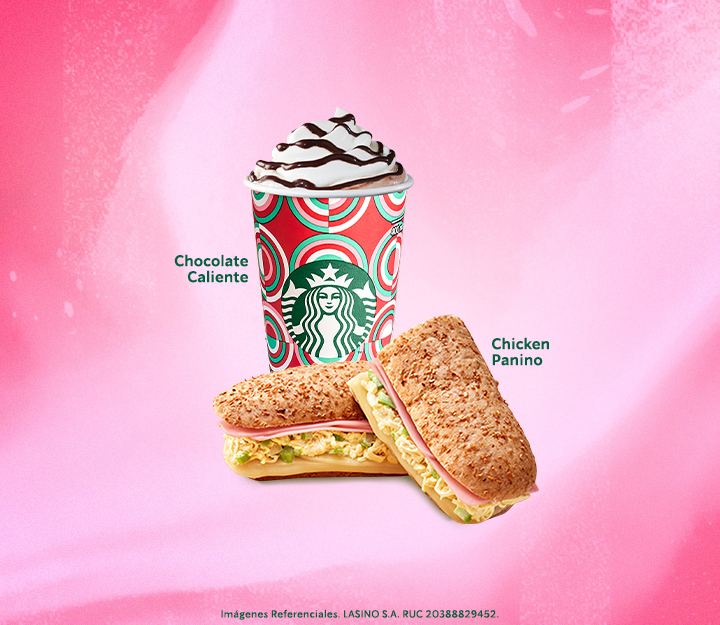 Chocolate
Caliente
Chicken
Panino
Imágenes Referenciales. LASINO S.A. RUC 20388829452.